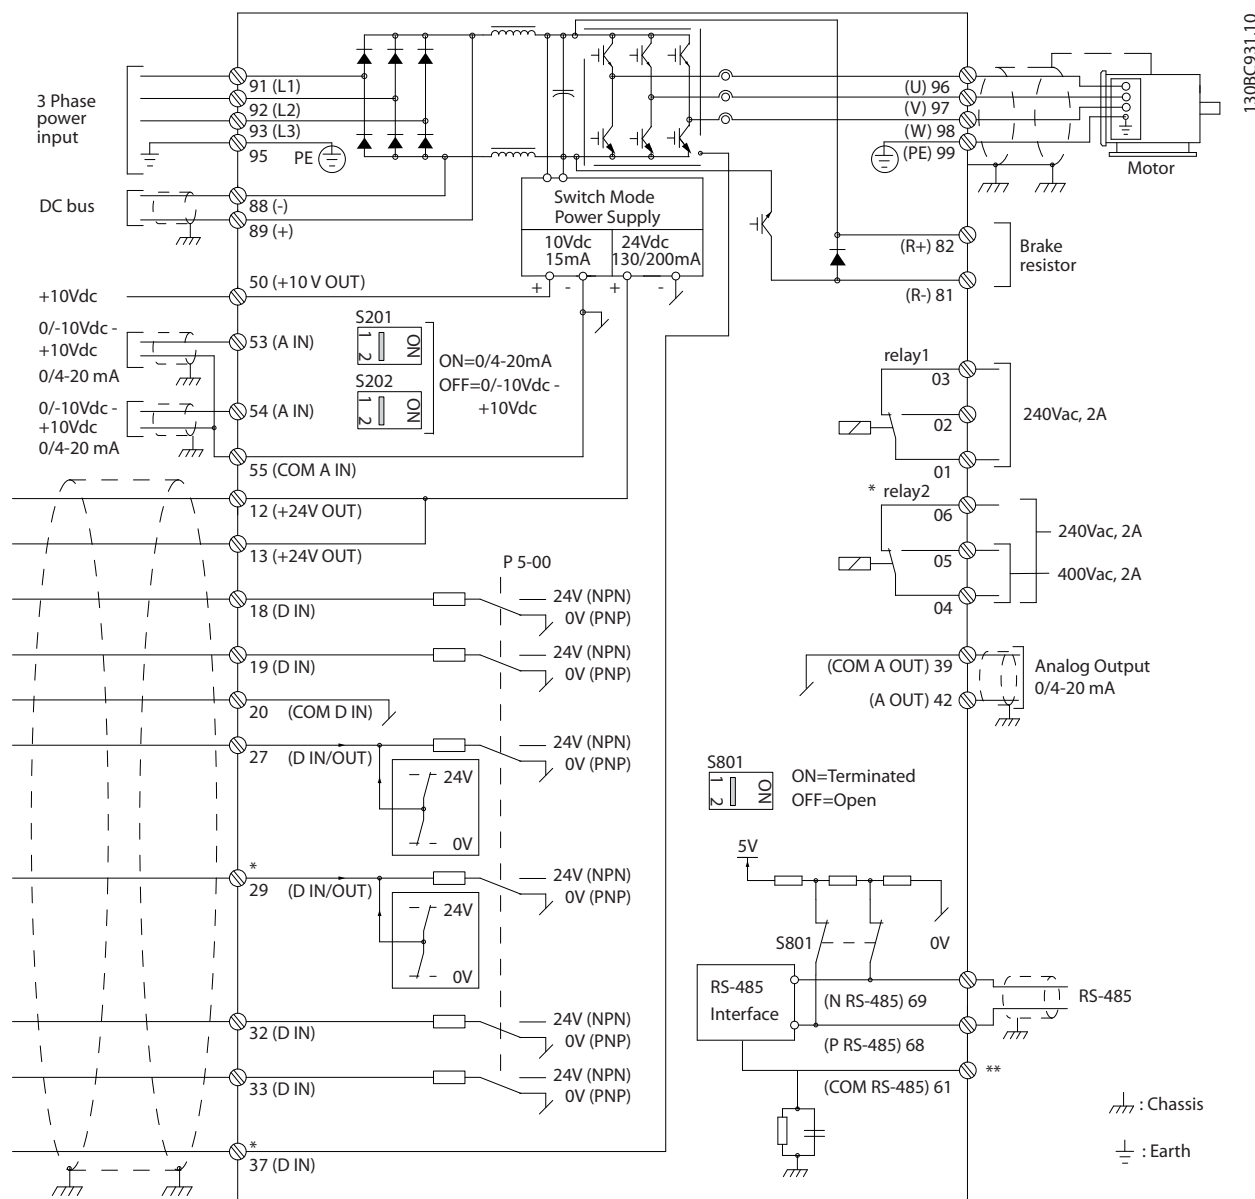 130BC931.10
3 Phase
power
input
91 (L1)
92 (L2)
93 (L3)
95
PE
(U) 96
(V) 97
(W) 98
(PE) 99
Motor
DC bus
88 (-)
89 (+)
Switch Mode
Power Supply
10Vdc
15mA
24Vdc
130/200mA
+ - + -
(R+) 82
(R-) 81
Brake
resistor
+10Vdc
50 (+10 V OUT)
0/-10Vdc -
+10Vdc
0/4-20 mA
53 (A IN)
0/-10Vdc -
+10Vdc
0/4-20 mA
54 (A IN)
55 (COM A IN)
S201
1 2 ON
S202
1 2 ON
ON=0/4-20mA
OFF=0/-10Vdc -
+10Vdc
relay1
03
02
01
240Vac, 2A
* relay2
06
05
04
240Vac, 2A
400Vac, 2A
12 (+24V OUT)
13 (+24V OUT)
P 5-00
18 (D IN)
24V (NPN)
0V (PNP)
19 (D IN)
24V (NPN)
0V (PNP)
20 (COM D IN)
27 (D IN/OUT)
24V (NPN)
0V (PNP)
24V
0V
*
29 (D IN/OUT)
24V (NPN)
0V (PNP)
24V
0V
32 (D IN)
24V (NPN)
0V (PNP)
33 (D IN)
24V (NPN)
0V (PNP)
*
37 (D IN)
(COM A OUT) 39
(A OUT) 42
Analog Output
0/4-20 mA
S801
1 2 ON
ON=Terminated
OFF=Open
5V
S801
0V
RS-485
Interface
(N RS-485) 69
(P RS-485) 68
(COM RS-485) 61
RS-485
**
: Chassis
: Earth